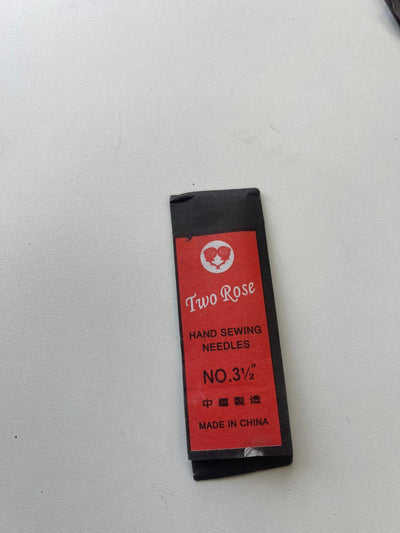 Two Rose
HAND SEWING
NEEDLES
NO.3½"
中國製造
MADE IN CHINA